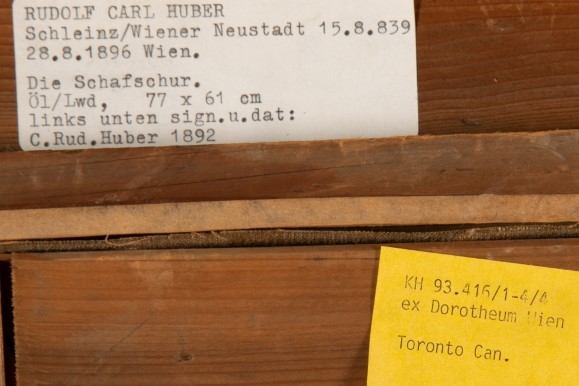 RUDOLF CARL HUBER
Schleinz/Wiener Neustadt 15.8.839
28.8.1896 Wien.
Die Schafschur.
Öl/Lwd, 77 x 61 cm
links unten sign.u.dat:
C.Rud.Huber 1892
KH 93.416/1-4/4
ex Dorotheum Wien
Toronto Can.